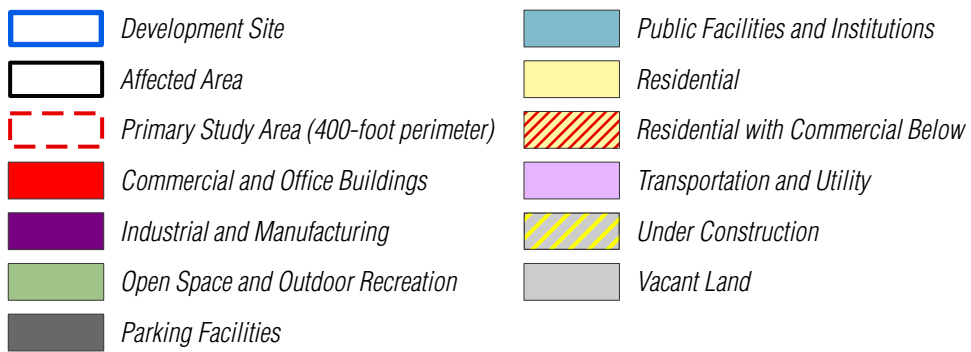 Development Site
Affected Area
Primary Study Area (400-foot perimeter)
Commercial and Office Buildings
Industrial and Manufacturing
Open Space and Outdoor Recreation
Parking Facilities
Public Facilities and Institutions
Residential
Residential with Commercial Below
Transportation and Utility
Under Construction
Vacant Land